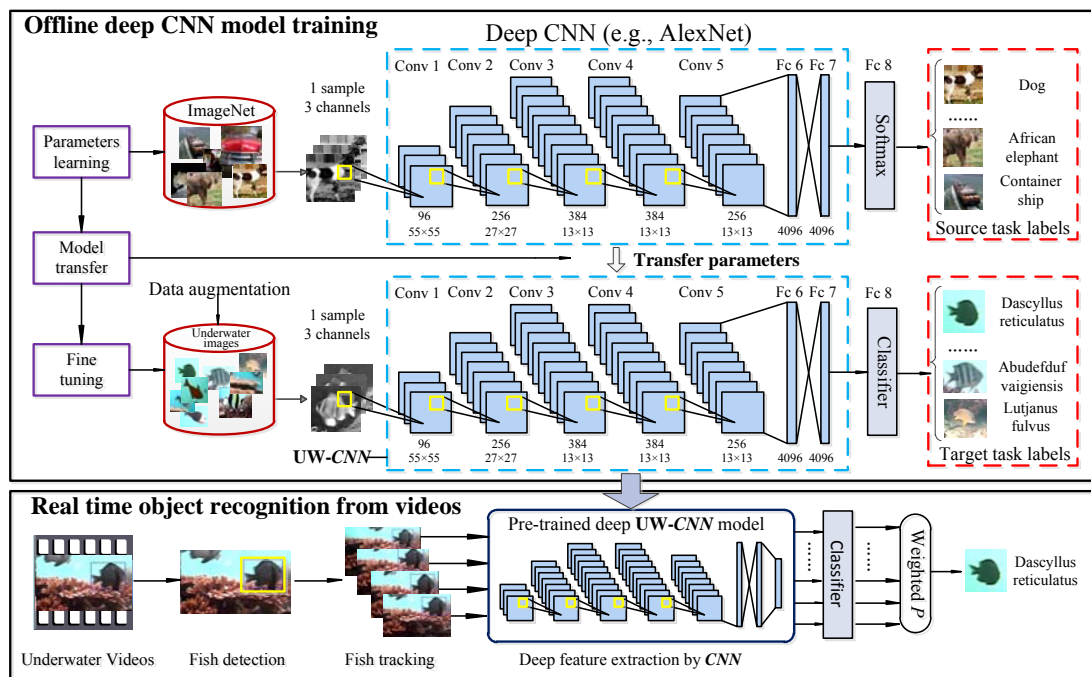 Offline deep CNN model training
Deep CNN (e.g., AlexNet)
Parameters
learning
Model
transfer
Fine
tuning
ImageNet
1 sample
3 channels
Conv 1 Conv 2 Conv 3 Conv 4 Conv 5 Fc 6 Fc 7 Fc 8
96 256 384 384 256
55×55 27×27 13×13 13×13 13×13 4096 4096
Softmax
Dog
......
African
elephant
Container
ship
Source task labels
Transfer parameters
Data augmentation
Underwater
images
1 sample
3 channels
Conv 1 Conv 2 Conv 3 Conv 4 Conv 5 Fc 6 Fc 7 Fc 8
96 256 384 384 256
55×55 27×27 13×13 13×13 13×13 4096 4096
UW-CNN
Classifier
Dascyllus
reticulatus
......
Abudefduf
vaigiensis
Lutjanus
fulvus
Target task labels
Real time object recognition from videos
Underwater Videos
Fish detection
Fish tracking
Pre-trained deep UW-CNN model
Deep feature extraction by CNN
......
......
Classifier
......
Weighted P
Dascyllus
reticulatus